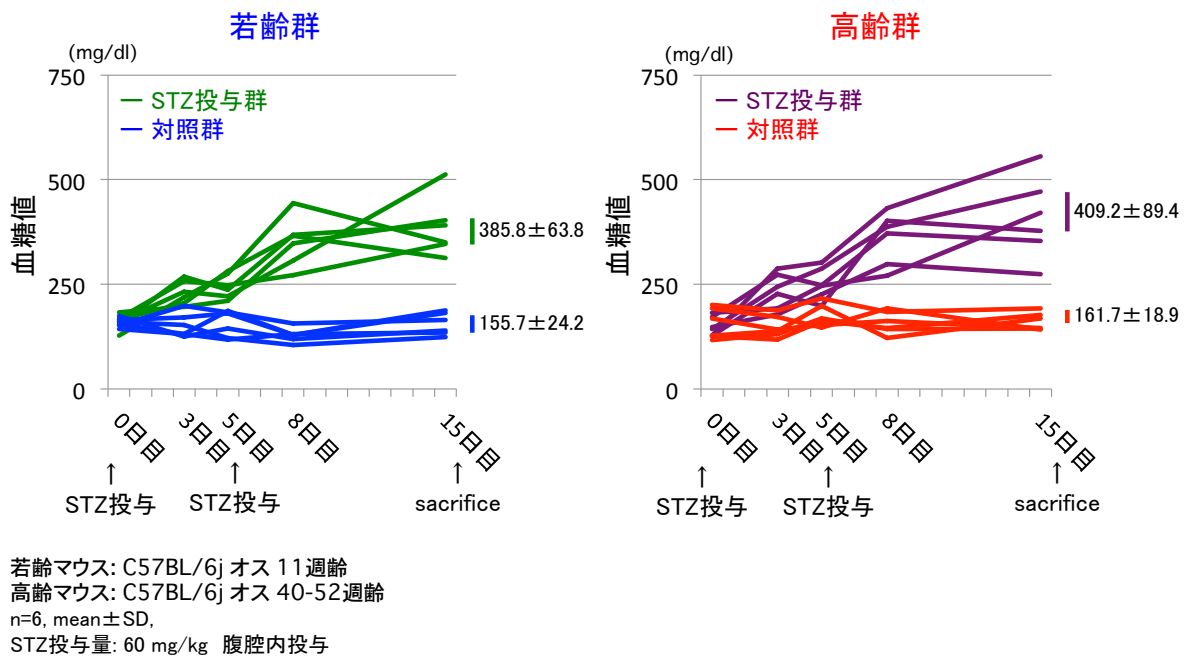 若齢群
(mg/dl)
750
500
250
0
血糖値
STZ投与群
対照群
385.8±63.8
155.7±24.2
0日目
3日目
5日目
8日目
15日目
↑
STZ投与
↑
STZ投与
↑
sacrifice
高齢群
(mg/dl)
750
500
250
0
血糖値
STZ投与群
対照群
409.2±89.4
161.7±18.9
0日目
3日目
5日目
8日目
15日目
↑
STZ投与
↑
STZ投与
↑
sacrifice
若齢マウス: C57BL/6j オス 11週齢
高齢マウス: C57BL/6j オス 40-52週齢
n=6, mean±SD,
STZ投与量: 60 mg/kg 腹腔内投与